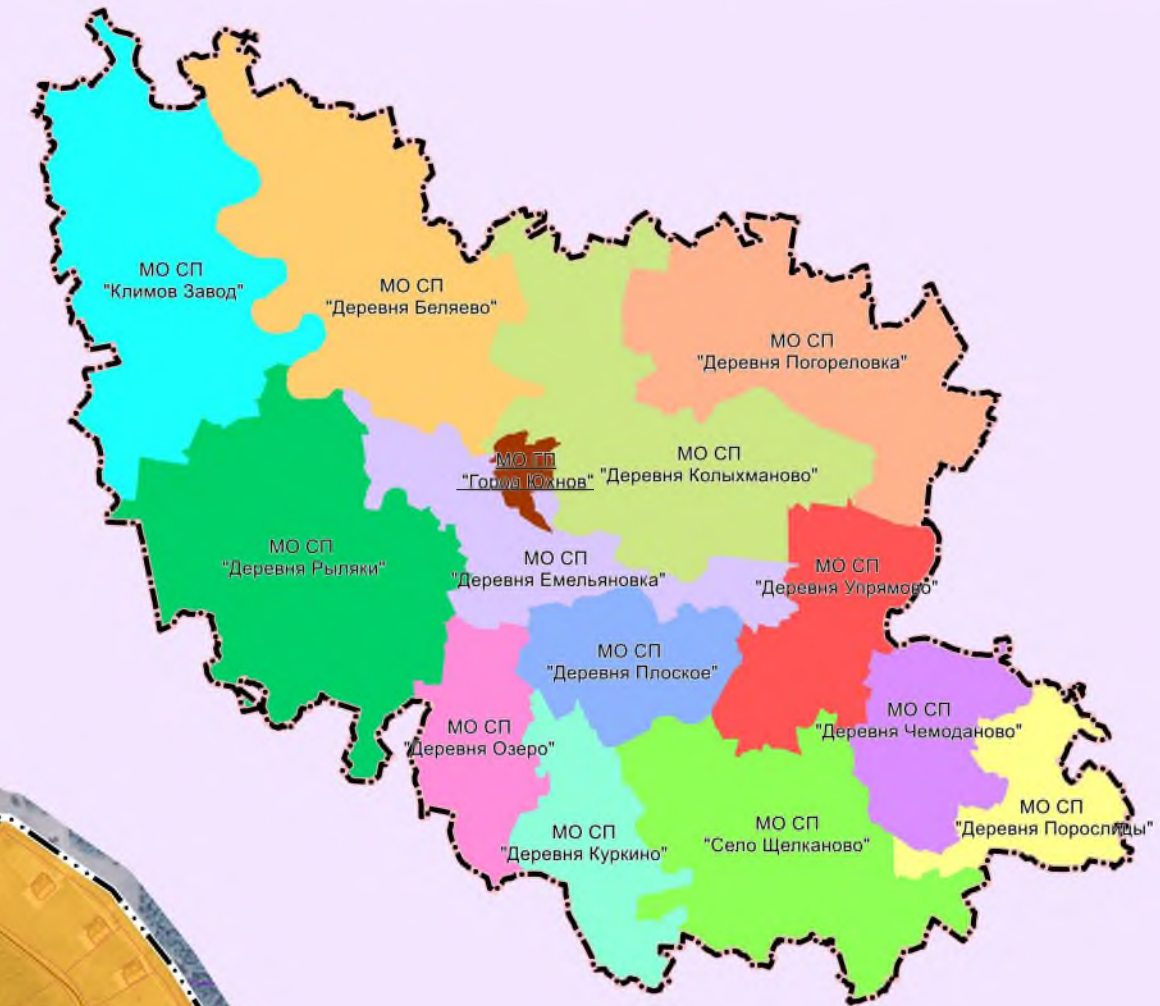 МО СП
"Климов Завод"
МО СП
"Деревня Беляево"
МО СП
"Деревня Погореловка"
МО ГП
"Город Юхнов"
МО СП
"Деревня Колыхманово"
МО СП
"Деревня Рыляки"
МО СП
"Деревня Емельяновка"
МО СП
"Деревня Упрямово"
МО СП
"Деревня Плоское"
МО СП
"Деревня Озеро"
МО СП
"Деревня Чемоданово"
МО СП
"Деревня Куркино"
МО СП
"Село Щелканово"
МО СП
"Деревня Порослицы"